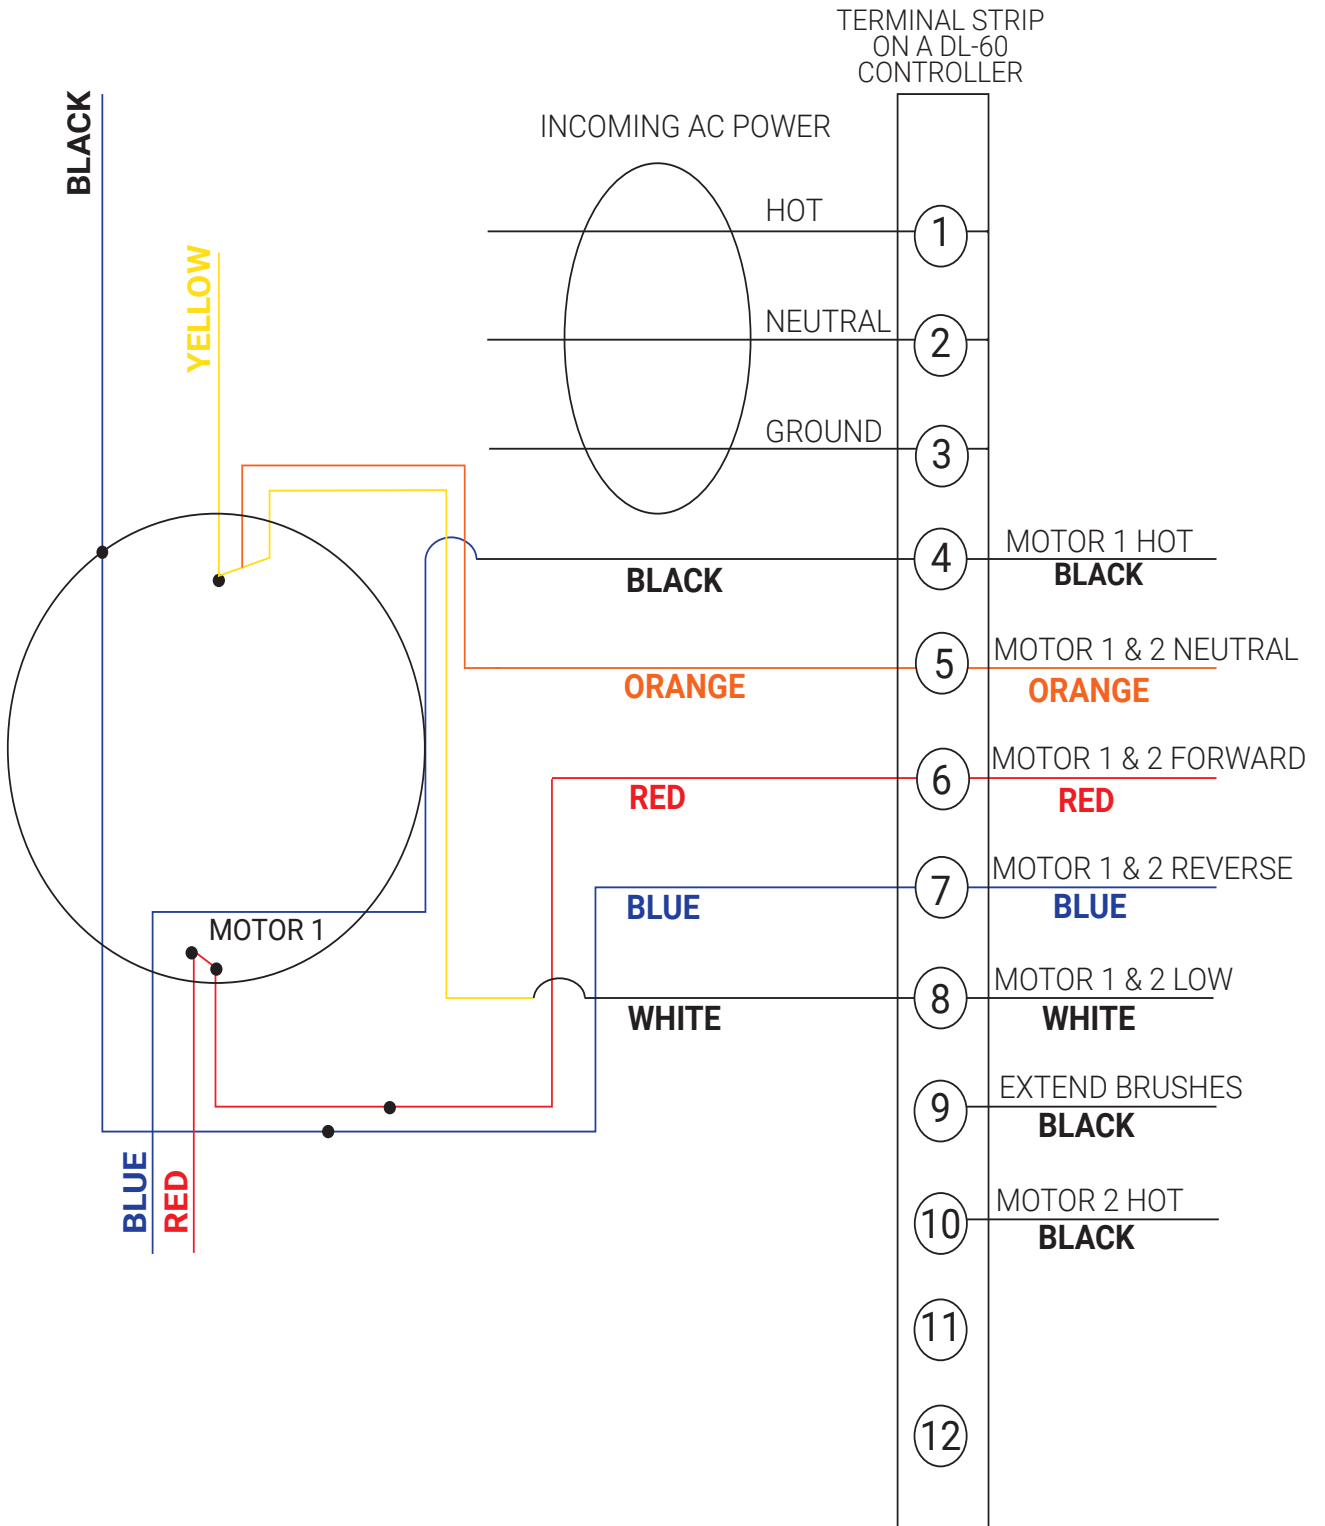 TERMINAL STRIP
ON A DL-60
CONTROLLER
BLACK
INCOMING AC POWER
HOT
1
YELLOW
NEUTRAL
2
GROUND
3
MOTOR 1 HOT
4
BLACK
BLACK
MOTOR 1 & 2 NEUTRAL
5
ORANGE
ORANGE
MOTOR 1 & 2 FORWARD
6
RED
RED
MOTOR 1 & 2 REVERSE
7
BLUE
BLUE
MOTOR 1
MOTOR 1 & 2 LOW
8
WHITE
WHITE
EXTEND BRUSHES
9
BLACK
BLUE
RED
MOTOR 2 HOT
10
BLACK
11
12